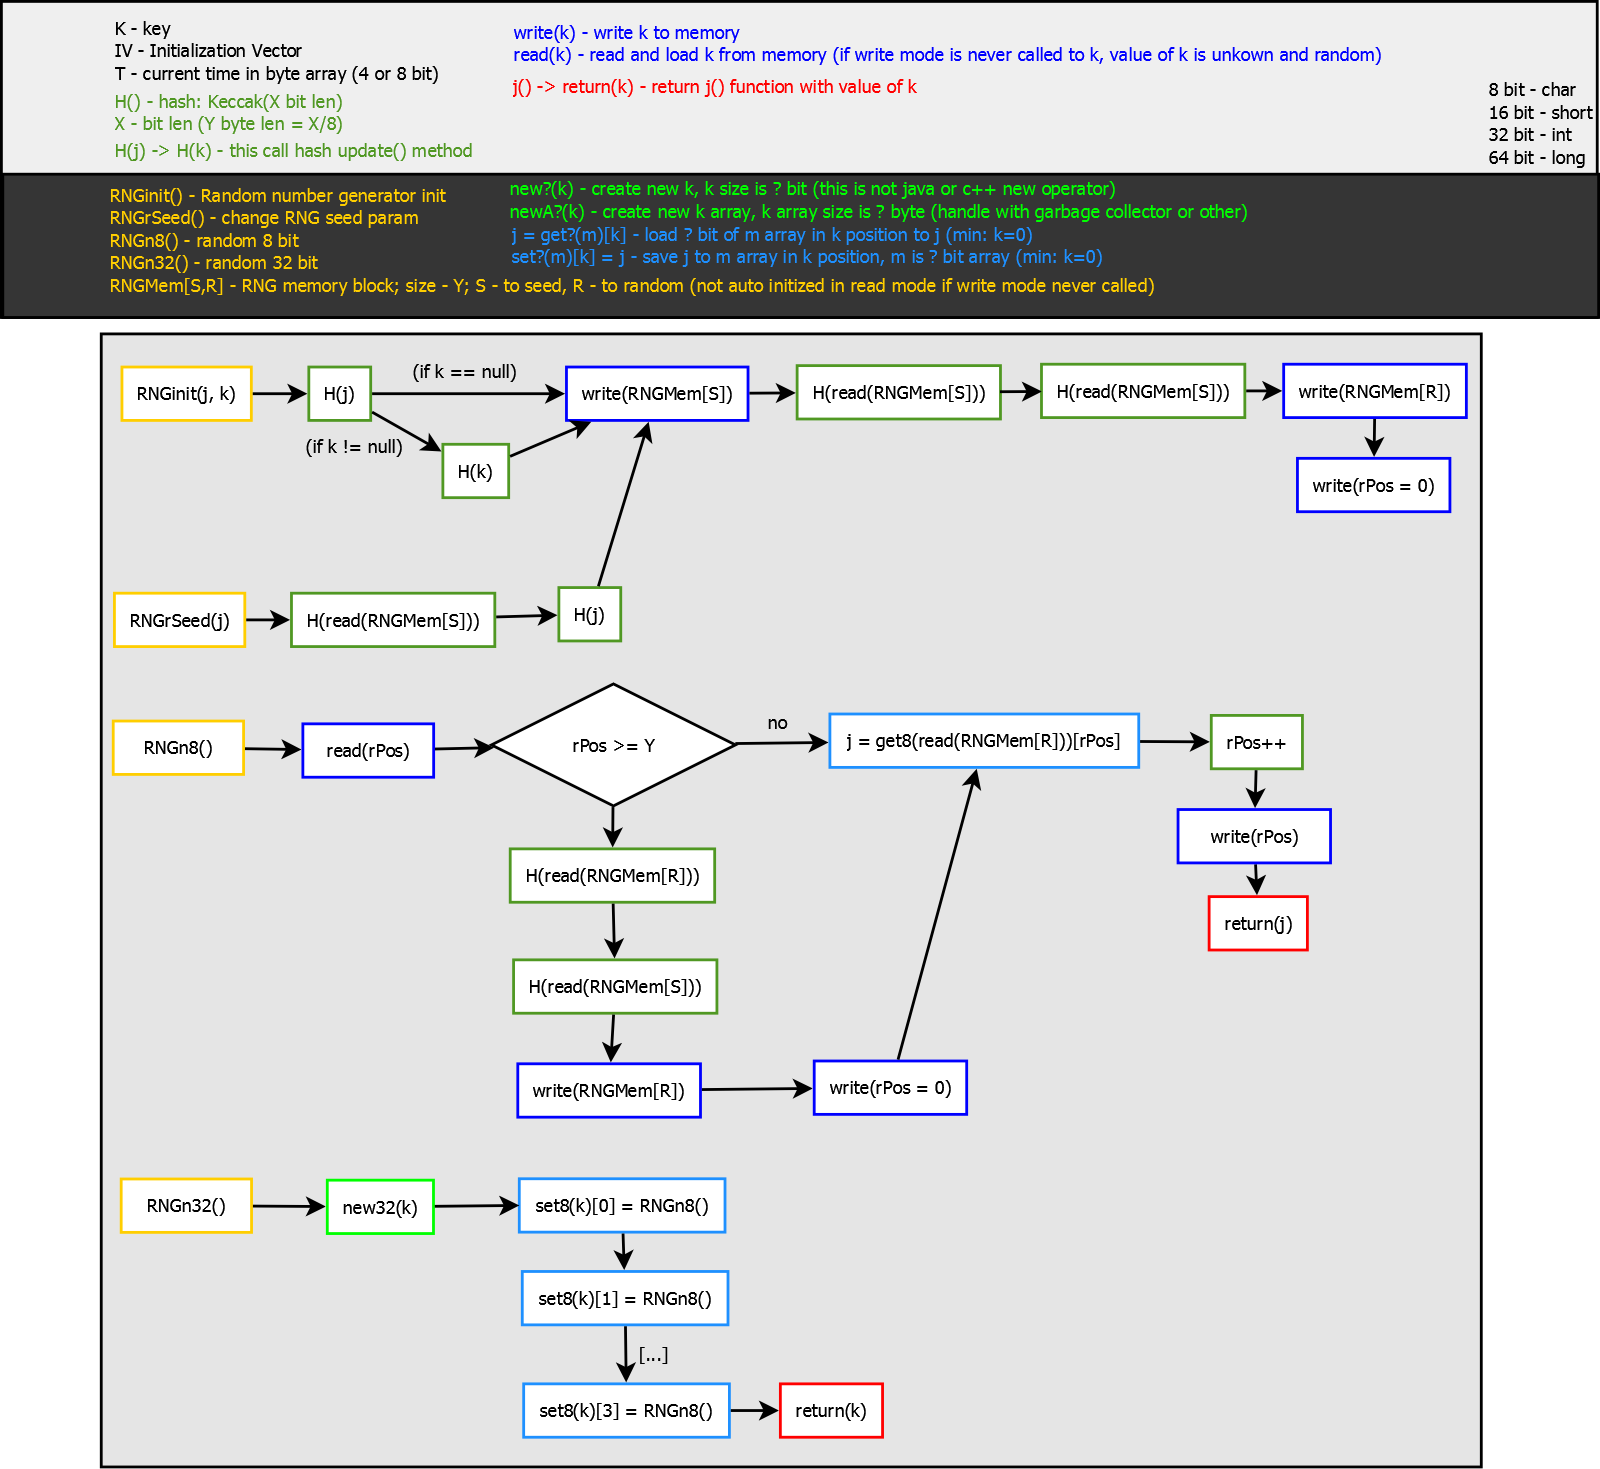 K - key
IV - Initialization Vector
T - current time in byte array (4 or 8 bit)
H() - hash: Keccak(X bit len)
X - bit len (Y byte len = X/8)
H(j) -> H(k) - this call hash update() method
write(k) - write k to memory
read(k) - read and load k from memory (if write mode is never called to k, value of k is unkown and random)
j() -> return(k) - return j() function with value of k
8 bit - char
16 bit - short
32 bit - int
64 bit - long
RNGinit() - Random number generator init
RNGrSeed() - change RNG seed param
RNGn8() - random 8 bit
RNGn32() - random 32 bit
RNGMem[S,R] - RNG memory block; size - Y; S - to seed, R - to random (not auto initized in read mode if write mode never called)
new?(k) - create new k, k size is ? bit (this is not java or c++ new operator)
newA?(k) - create new k array, k array size is ? byte (handle with garbage collector or other)
j = get?(m)[k] - load ? bit of m array in k position to j (min: k=0)
set?(m)[k] = j - save j to m array in k position, m is ? bit array (min: k=0)
RNGinit(j, k)
H(j)
(if k == null)
(if k != null)
H(k)
write(RNGMem[S])
H(read(RNGMem[S]))
H(read(RNGMem[S]))
write(RNGMem[R])
write(rPos = 0)
RNGrSeed(j)
H(read(RNGMem[S]))
H(j)
RNGn8()
read(rPos)
rPos >= Y
no
j = get8(read(RNGMem[R]))[rPos]
rPos++
write(rPos)
return(j)
H(read(RNGMem[R]))
H(read(RNGMem[S]))
write(RNGMem[R])
write(rPos = 0)
RNGn32()
new32(k)
set8(k)[0] = RNGn8()
set8(k)[1] = RNGn8()
[...]
set8(k)[3] = RNGn8()
return(k)